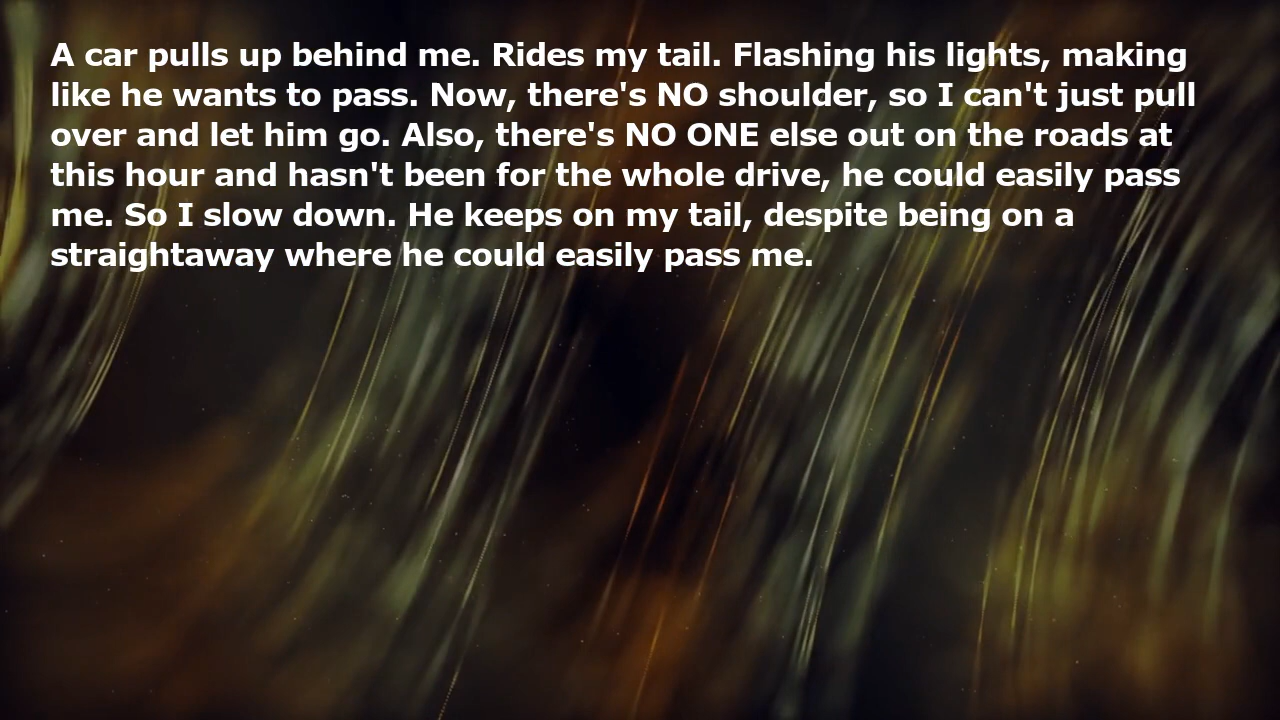 A car pulls up behind me. Rides my tail. Flashing his lights, making
like he wants to pass. Now, there's NO shoulder, so I can't just pull
over and let him go. Also, there's NO ONE else out on the roads at
this hour and hasn't been for the whole drive, he could easily pass
me. So I slow down. He keeps on my tail, despite being on a
straightaway where he could easily pass me.